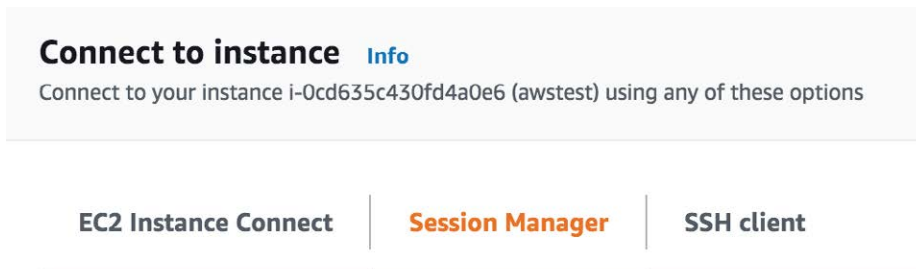 Connect to instance Info
Connect to your instance i-0cd635c430fd4a0e6 (awstest) using any of these options
EC2 Instance Connect Session Manager SSH client